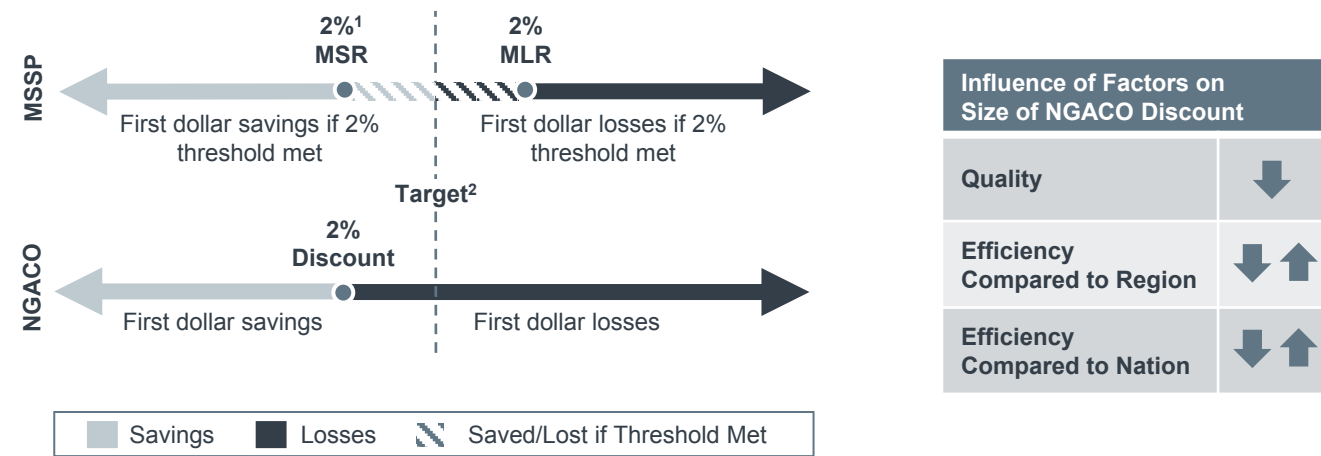 2%¹
MSR
2%
MLR
MSSP
First dollar savings if 2%
threshold met
First dollar losses if 2%
threshold met
Target²
2%
Discount
NGACO
First dollar savings
First dollar losses
Savings
Losses
Saved/Lost if Threshold Met
Influence of Factors on
Size of NGACO Discount
Quality
Efficiency
Compared to Region
Efficiency
Compared to Nation